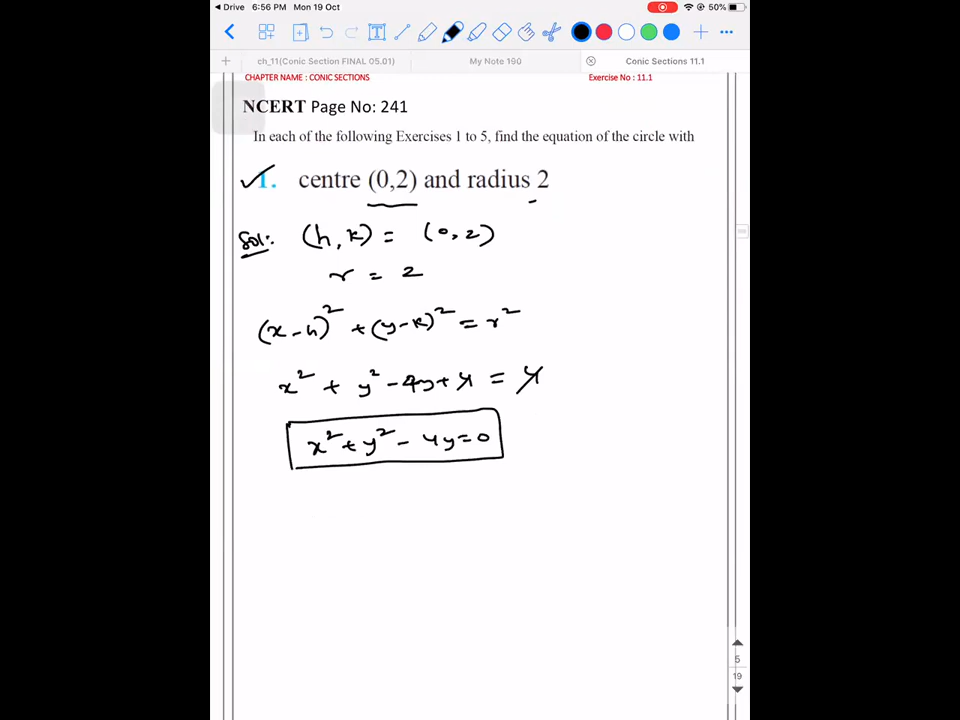 Drive 6:56 PM Mon 19 Oct 50%
ch_11(Conic Section FINAL 05.01) My Note 190 Conic Sections 11.1
CHAPTER NAME : CONIC SECTIONS Exercise No : 11.1
NCERT Page No: 241
In each of the following Exercises 1 to 5, find the equation of the circle with
1. centre (0,2) and radius 2
Sol: (h, k) = (0, 2)
r = 2
(x-h)² + (y-k)² = r²
x² + y² - 4y + 4 = 4
x² + y² - 4y = 0
5
19